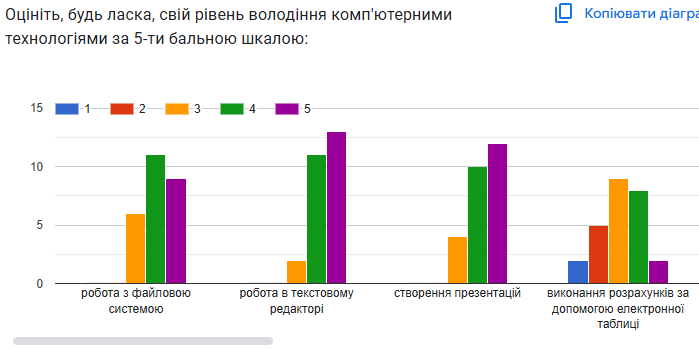 Оцініть, будь ласка, свій рівень володіння комп'ютерними
технологіями за 5-ти бальною шкалою:
Копіювати діагра
15
1 2 3 4 5
10
5
0
робота з файловою
системою
робота в текстовому
редакторі
створення презентацій
виконання розрахунків за
допомогою електронної
таблиці